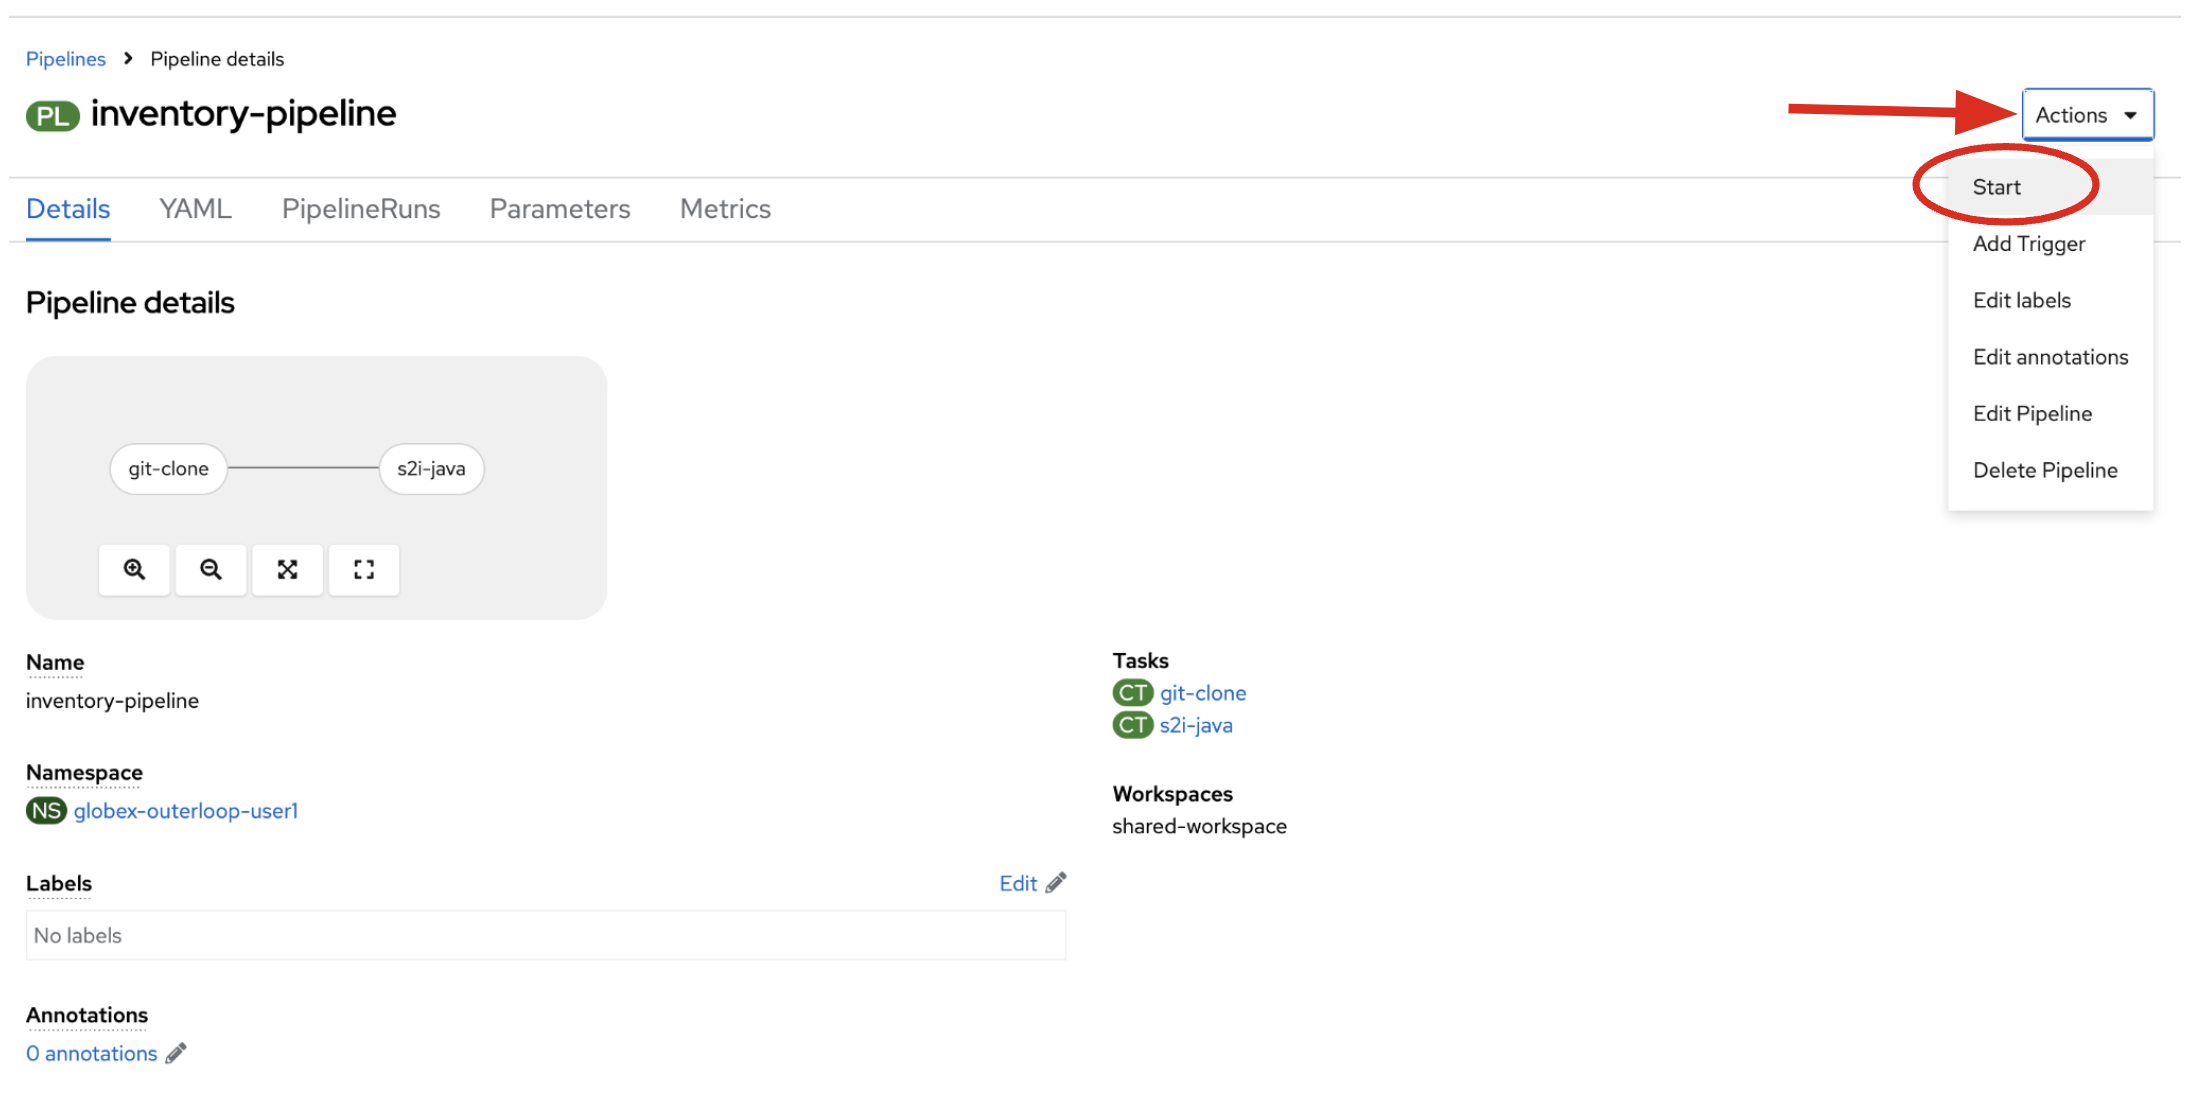 Pipelines > Pipeline details
PL inventory-pipeline
Actions
Start
Add Trigger
Edit labels
Edit annotations
Edit Pipeline
Delete Pipeline
Details YAML PipelineRuns Parameters Metrics
Pipeline details
git-clone s2i-java
Name
inventory-pipeline
Namespace
NS globex-outerloop-user1
Labels Edit
No labels
Annotations
0 annotations
Tasks
CT git-clone
CT s2i-java
Workspaces
shared-workspace